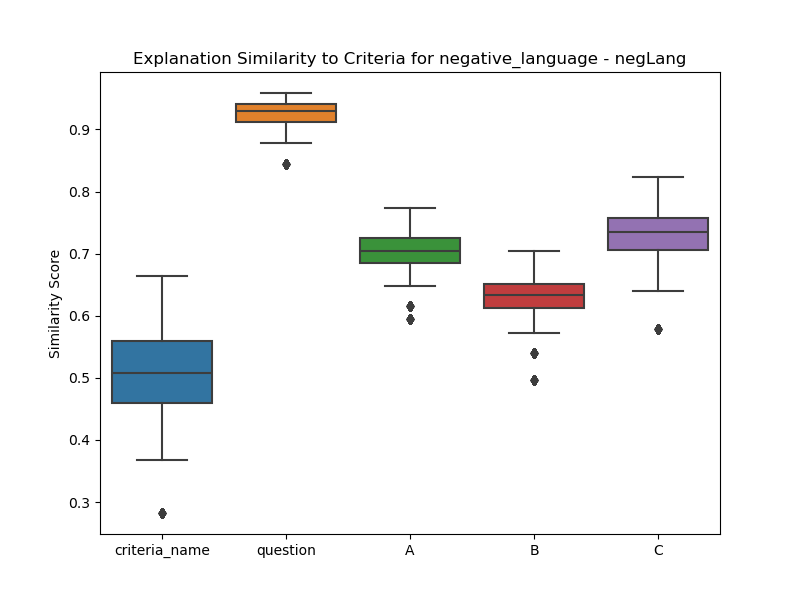 Explanation Similarity to Criteria for negative_language - negLang
Similarity Score
0.9
0.8
0.7
0.6
0.5
0.4
0.3
criteria_name
question
A
B
C